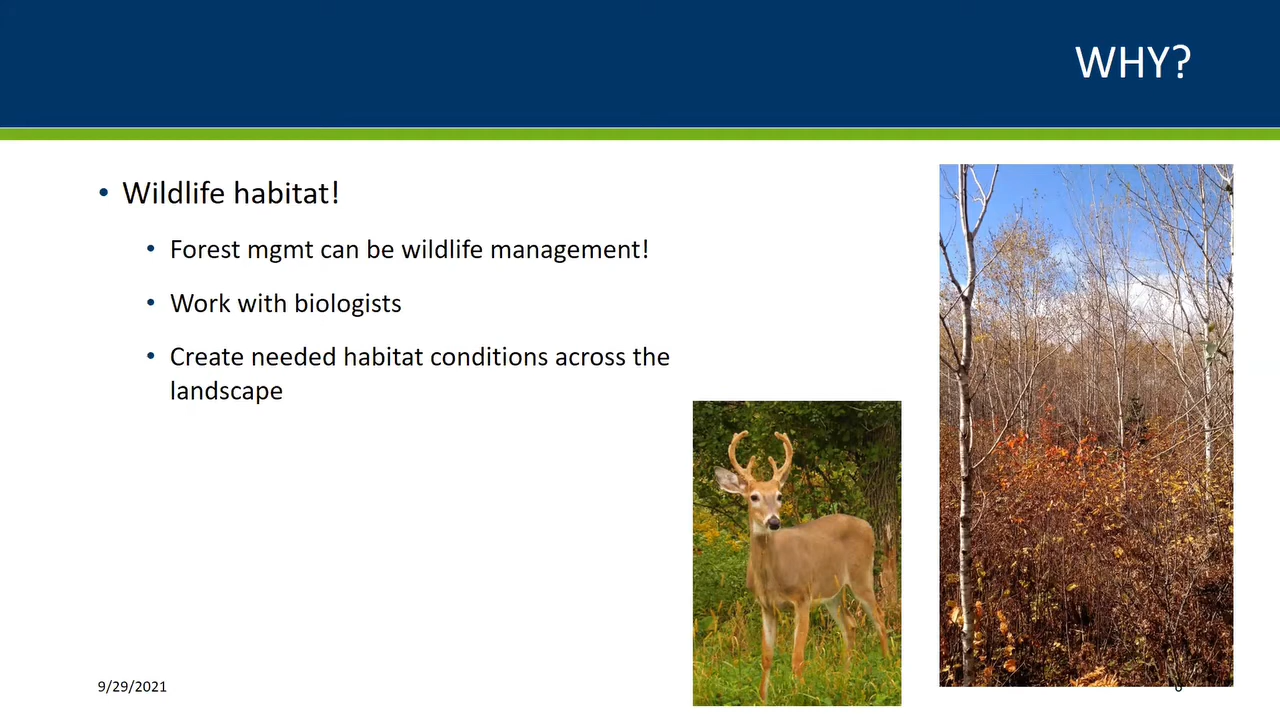 WHY?
• Wildlife habitat!
• Forest mgmt can be wildlife management!
• Work with biologists
• Create needed habitat conditions across the
landscape
9/29/2021